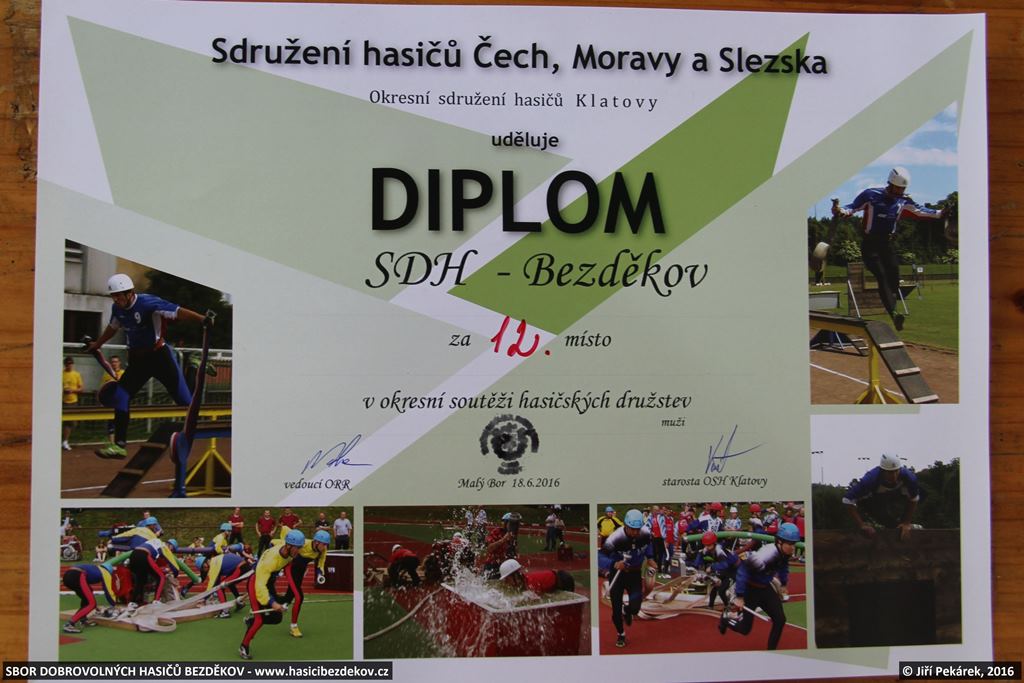 Sdružení hasičů Čech, Moravy a Slezska
Okresní sdružení hasičů Klatovy
uděluje
DIPLOM
SDH - Bezděkov
za 12. místo
v okresní soutěži hasičských družstev
muži
vedoucí ORR
Malý Bor 18.6.2016
starosta OSH Klatovy
SBOR DOBROVOLNÝCH HASIČŮ BEZDĚKOV - www.hasicibezdekov.cz
© Jiří Pekárek, 2016